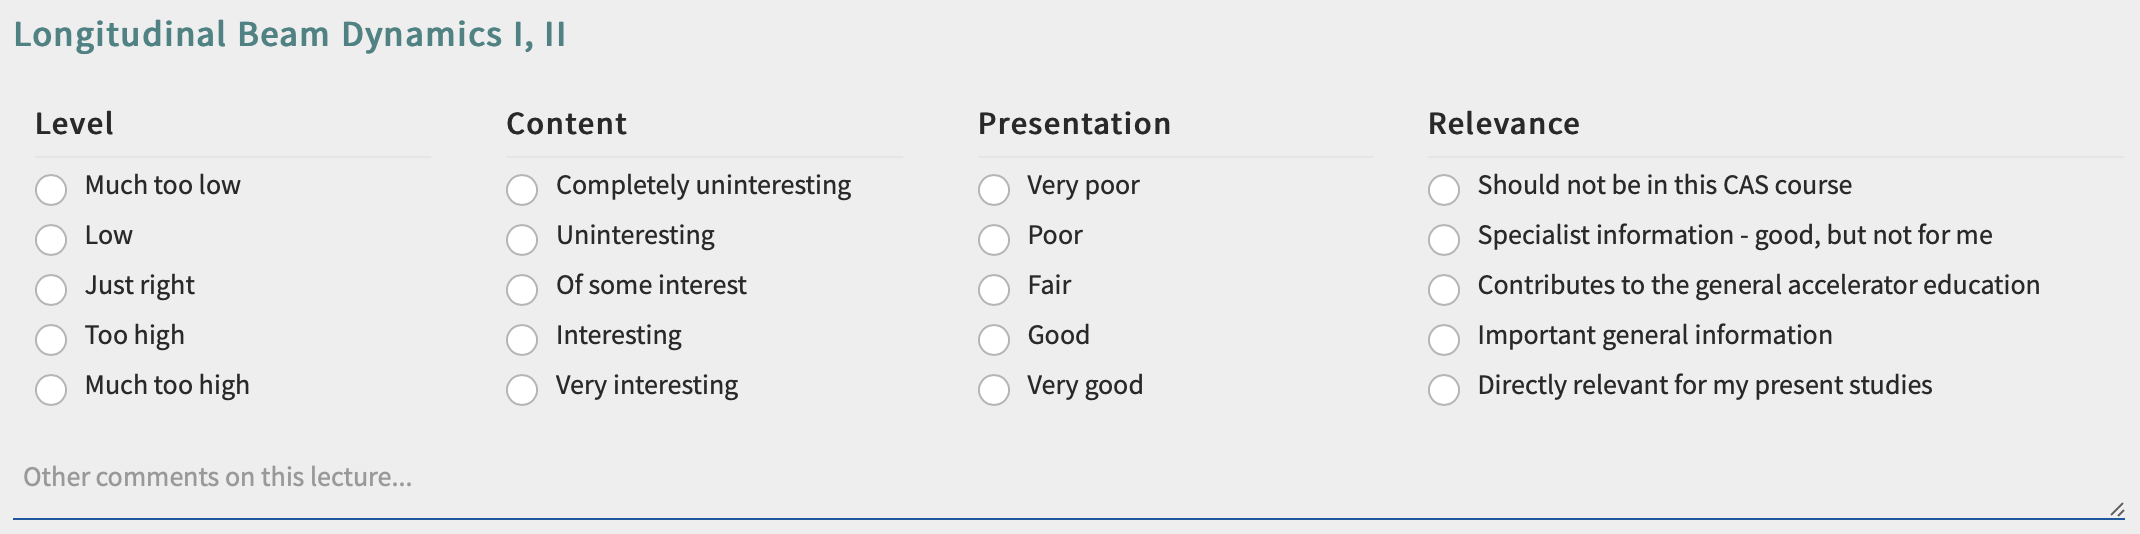 Longitudinal Beam Dynamics I, II
Level
Much too low
Low
Just right
Too high
Much too high
Content
Completely uninteresting
Uninteresting
Of some interest
Interesting
Very interesting
Presentation
Very poor
Poor
Fair
Good
Very good
Relevance
Should not be in this CAS course
Specialist information - good, but not for me
Contributes to the general accelerator education
Important general information
Directly relevant for my present studies
Other comments on this lecture...